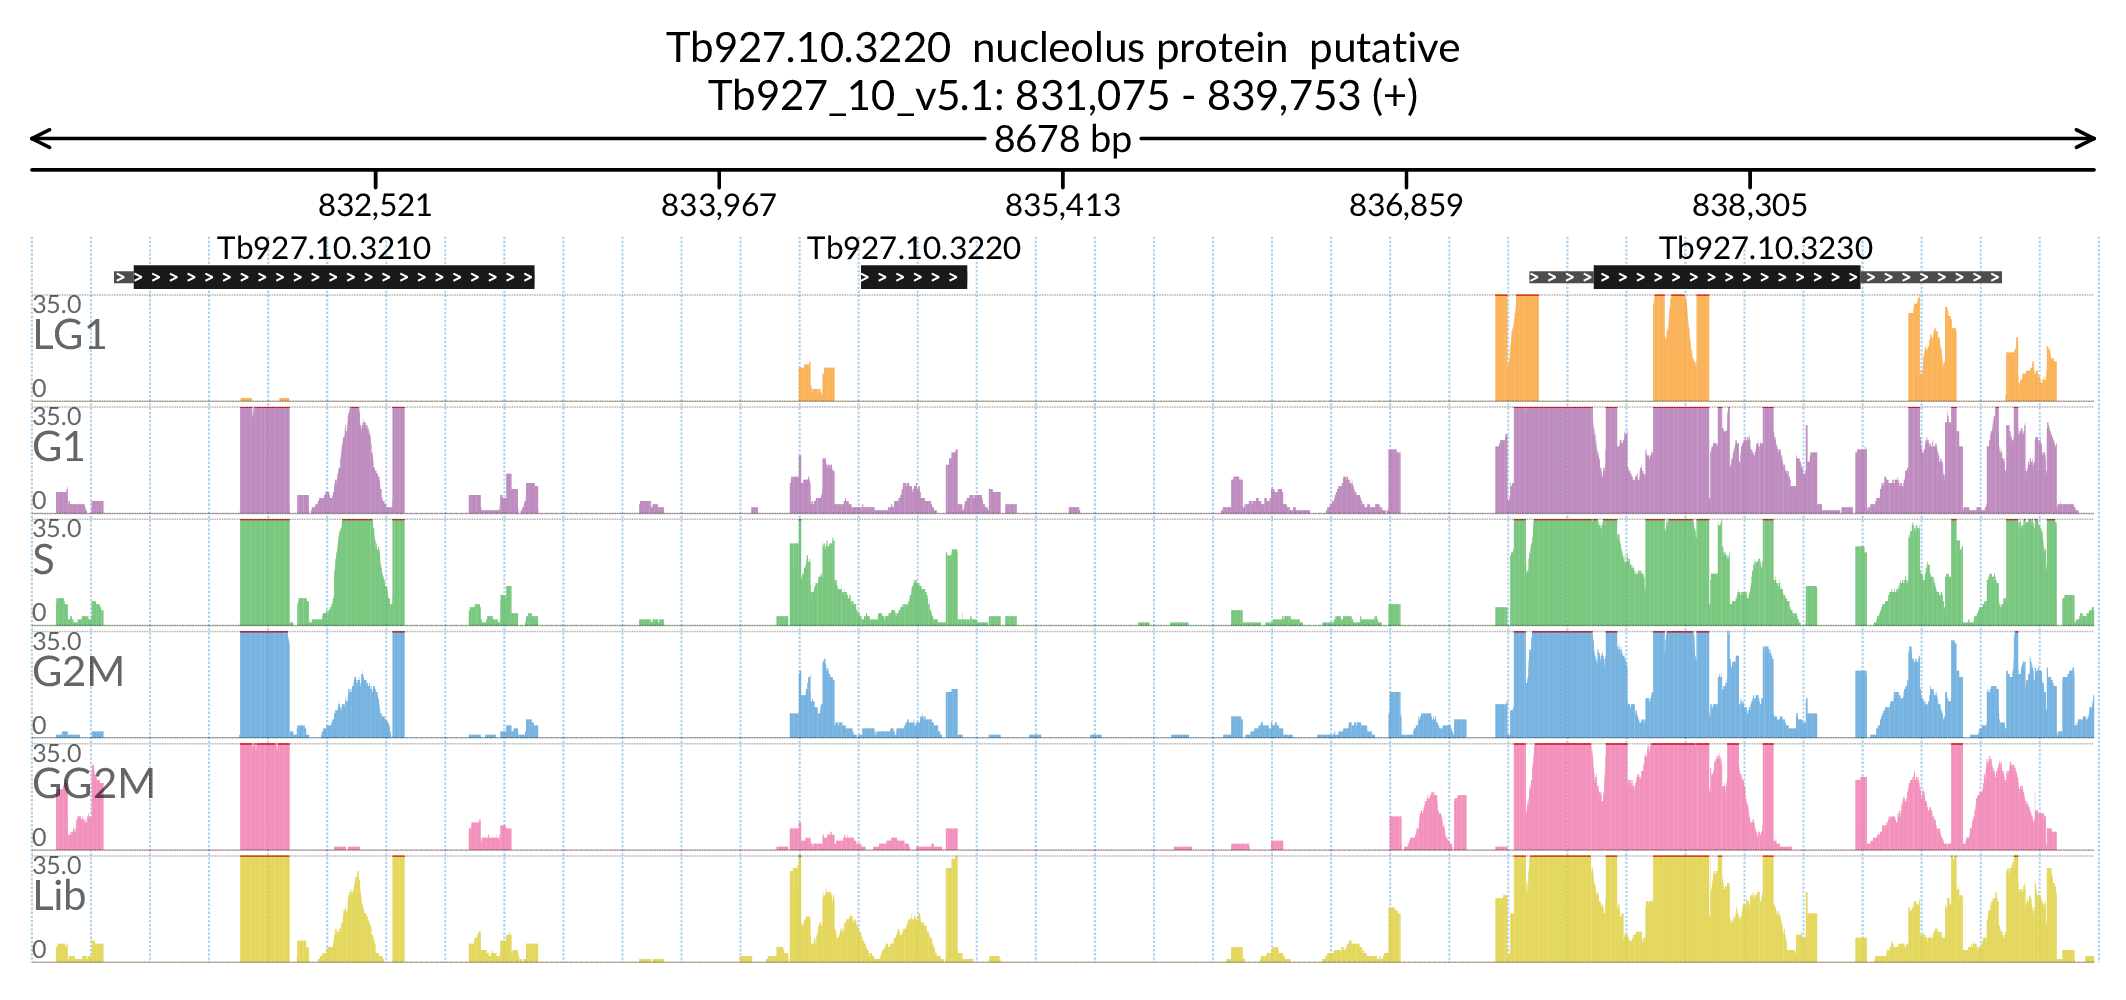 Tb927.10.3220  nucleolus protein  putative
Tb927_10_v5.1: 831,075 - 839,753 (+)
8678 bp
832,521 833,967 835,413 836,859 838,305
Tb927.10.3210 Tb927.10.3220 Tb927.10.3230
35.0
LG1
0
35.0
G1
0
35.0
S
0
35.0
G2M
0
35.0
GG2M
0
35.0
Lib
0